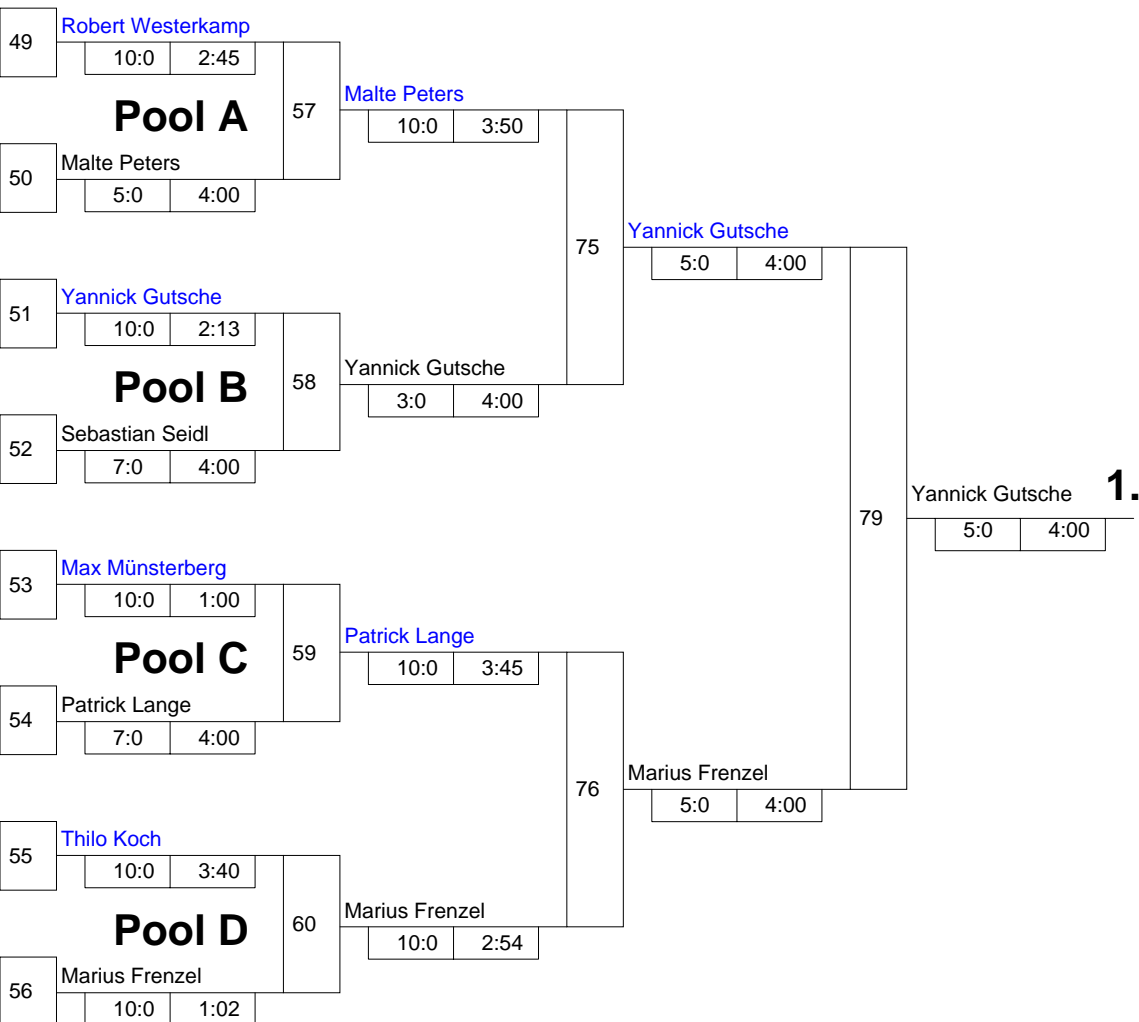 49
Robert Westerkamp
10:0 2:45
Pool A
57
Malte Peters
10:0 3:50
50
Malte Peters
5:0 4:00
75
Yannick Gutsche
5:0 4:00
51
Yannick Gutsche
10:0 2:13
Pool B
58
Yannick Gutsche
3:0 4:00
52
Sebastian Seidl
7:0 4:00
79
Yannick Gutsche 1.
5:0 4:00
53
Max Münsterberg
10:0 1:00
Pool C
59
Patrick Lange
10:0 3:45
54
Patrick Lange
7:0 4:00
76
Marius Frenzel
5:0 4:00
55
Thilo Koch
10:0 3:40
Pool D
60
Marius Frenzel
10:0 2:54
56
Marius Frenzel
10:0 1:02